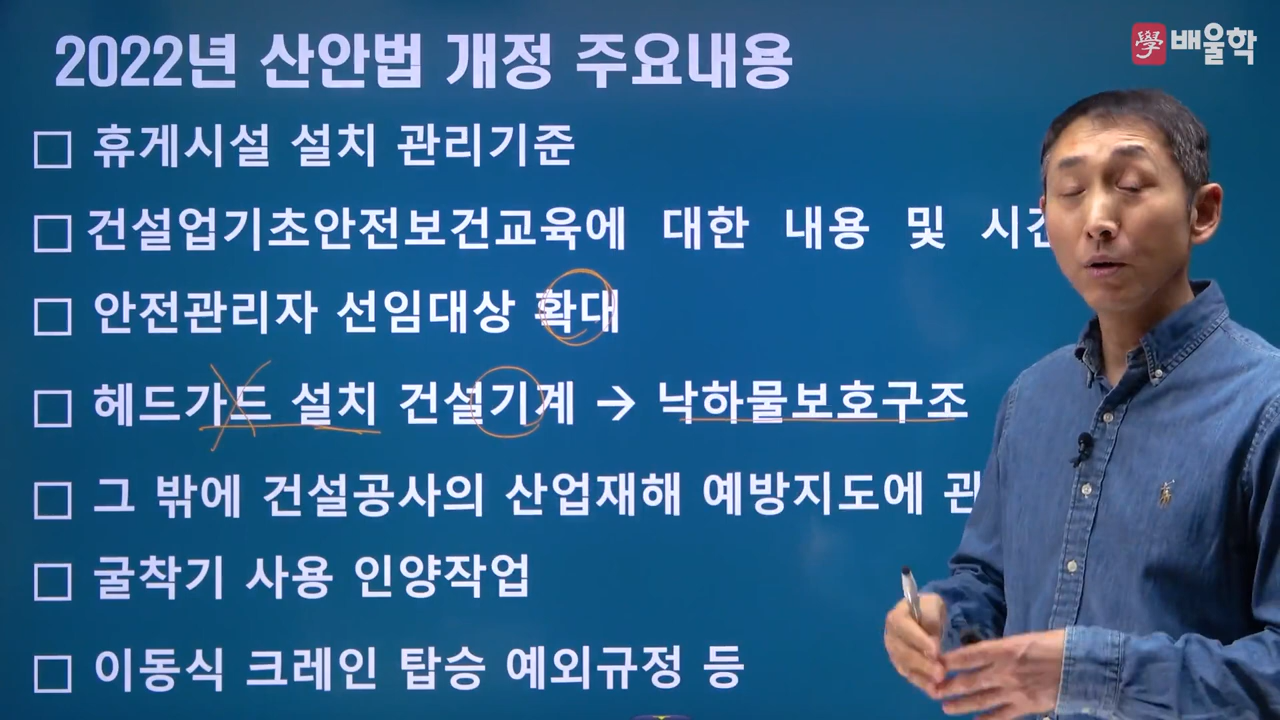 2022년 산안법 개정 주요내용
學 배울학
□ 휴게시설 설치 관리기준
□ 건설업기초안전보건교육에 대한 내용 및
□ 안전관리자 선임대상 확대
□ 헤드가드 설치 건설기계 → 낙하물보호구조
□ 그 밖에 건설공사의 산업재해 예방지도에
□ 굴착기 사용 인양작업
□ 이동식 크레인 탑승 예외규정 등